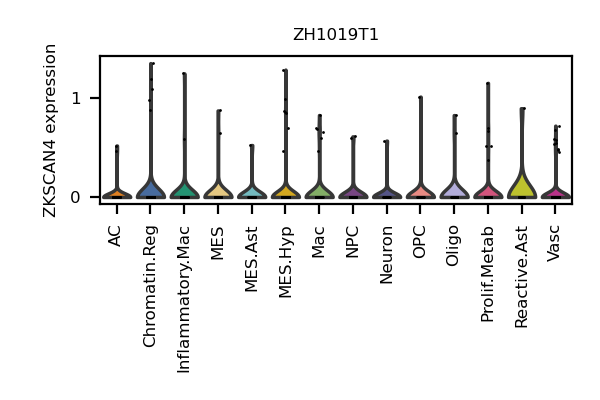 ZH1019T1
ZKSCAN4 expression
1
0
AC
Chromatin.Reg
Inflammatory.Mac
MES
MES.Ast
MES.Hyp
Mac
NPC
Neuron
OPC
Oligo
Prolif.Metab
Reactive.Ast
Vasc